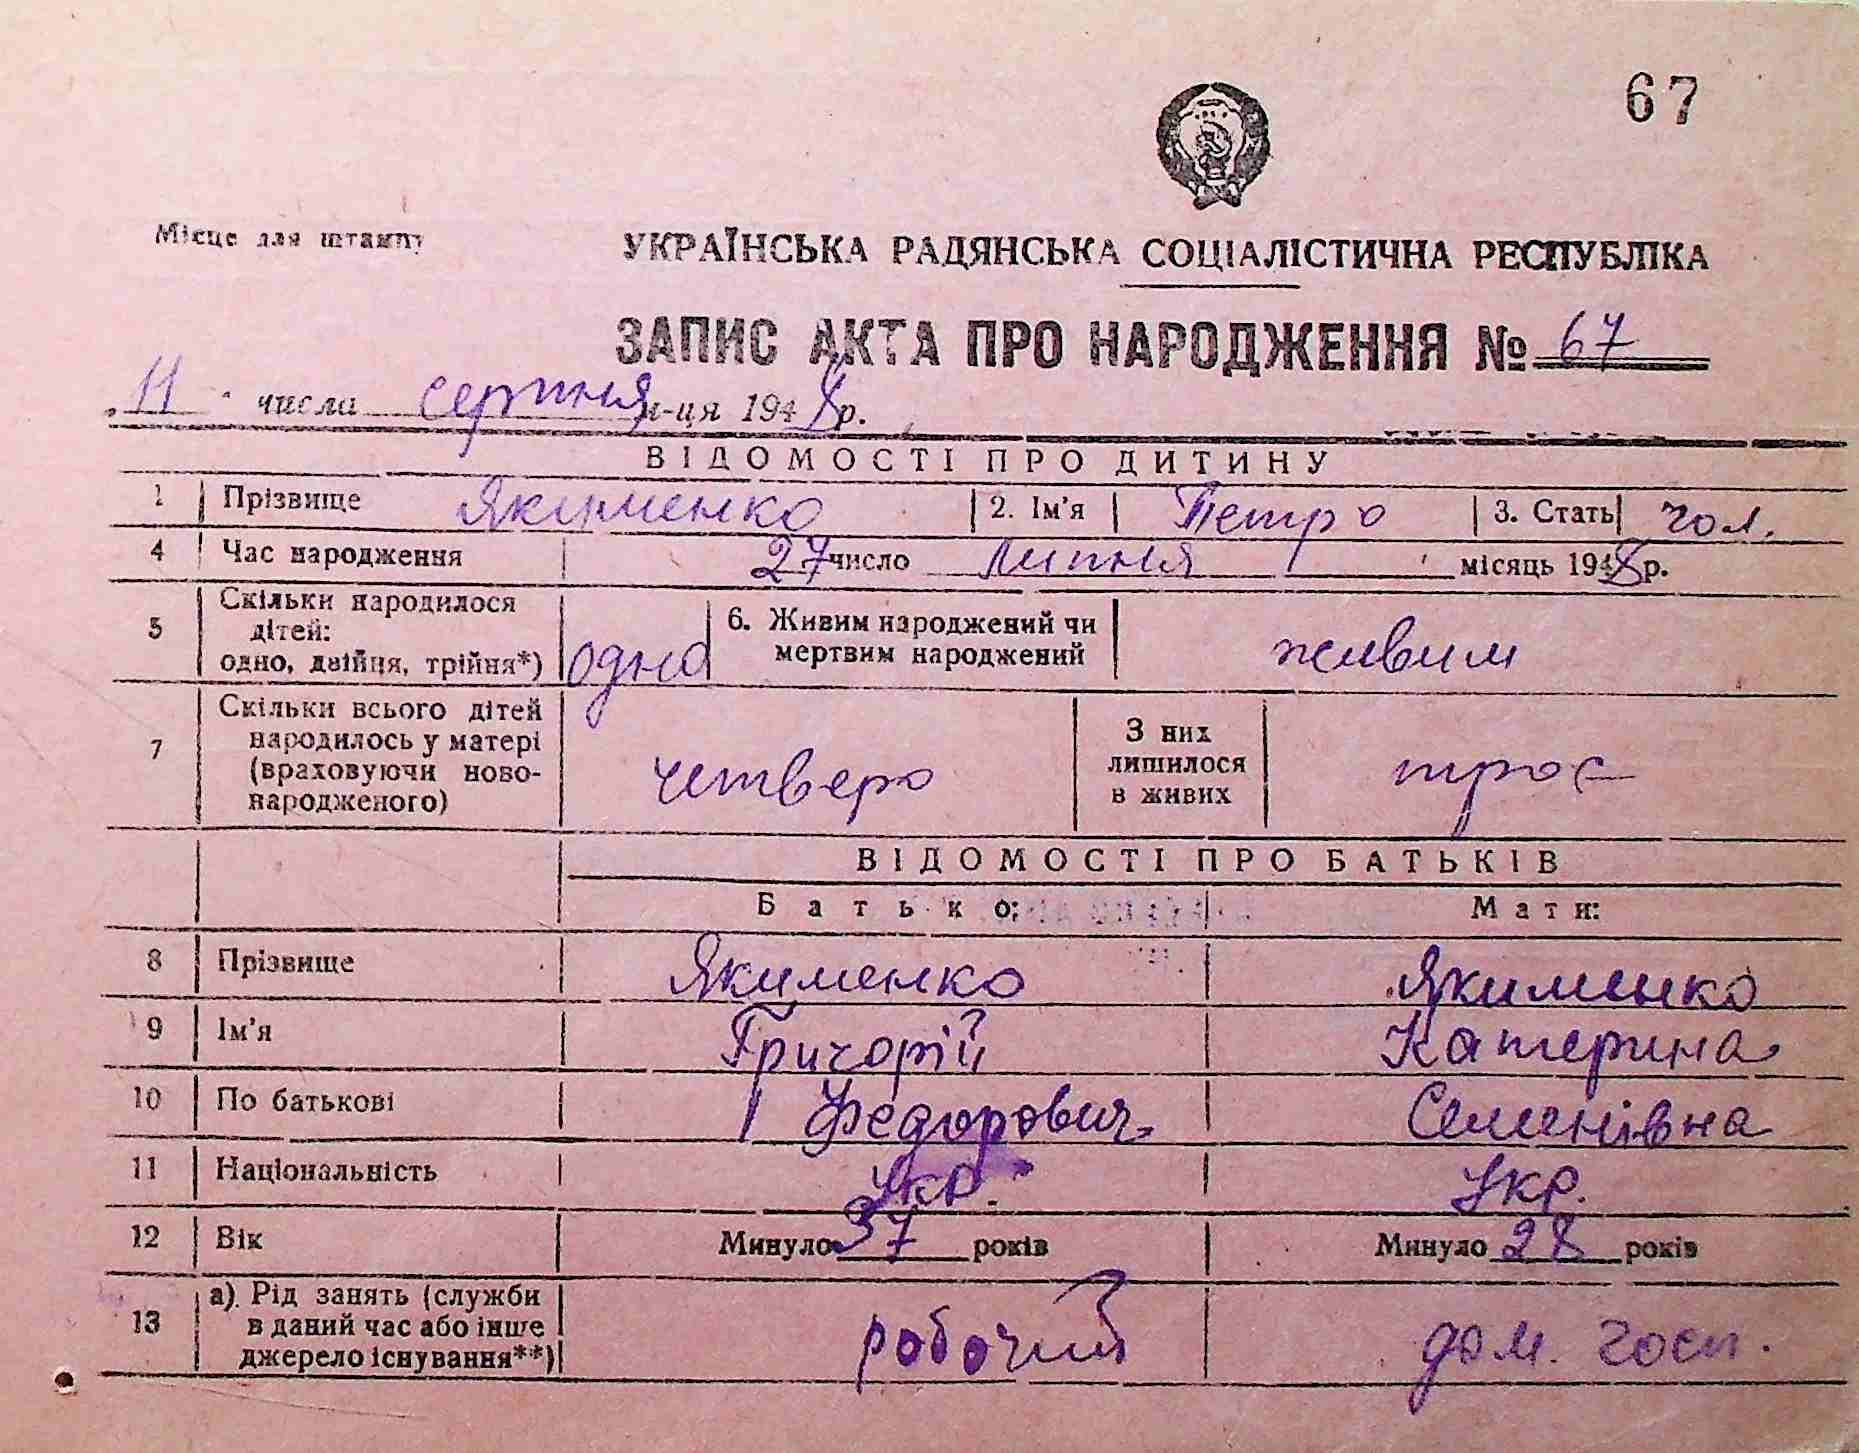 67
Місце для штампу
УКРАЇНСЬКА РАДЯНСЬКА СОЦІАЛІСТИЧНА РЕСПУБЛІКА
ЗАПИС АКТА ПРО НАРОДЖЕННЯ № 67
„ 11 " числа серпня м-ця 1948 р.
ВІДОМОСТІ ПРО ДИТИНУ
1 Прізвище Якименко 2. Ім'я Петро 3. Стать чол.
4 Час народження 27 число липня місяць 1948 р.
5 Скільки народилося дітей: одно, двійня, трійня*) одно 6. Живим народжений чи мертвим народжений живим
7 Скільки всього дітей народилось у матері (враховуючи ново-народженого) четверо З них лишилося в живих троє
ВІДОМОСТІ ПРО БАТЬКІВ
Батько: Мати:
8 Прізвище Якименко Якименко
9 Ім'я Григорій Катерина
10 По батькові Федорович Семенівна
11 Національність Укр. Укр.
12 Вік Минуло 37 років Минуло 28 років
13 а). Рід занять (служби в даний час або інше джерело існування**) робочий дом. госп.